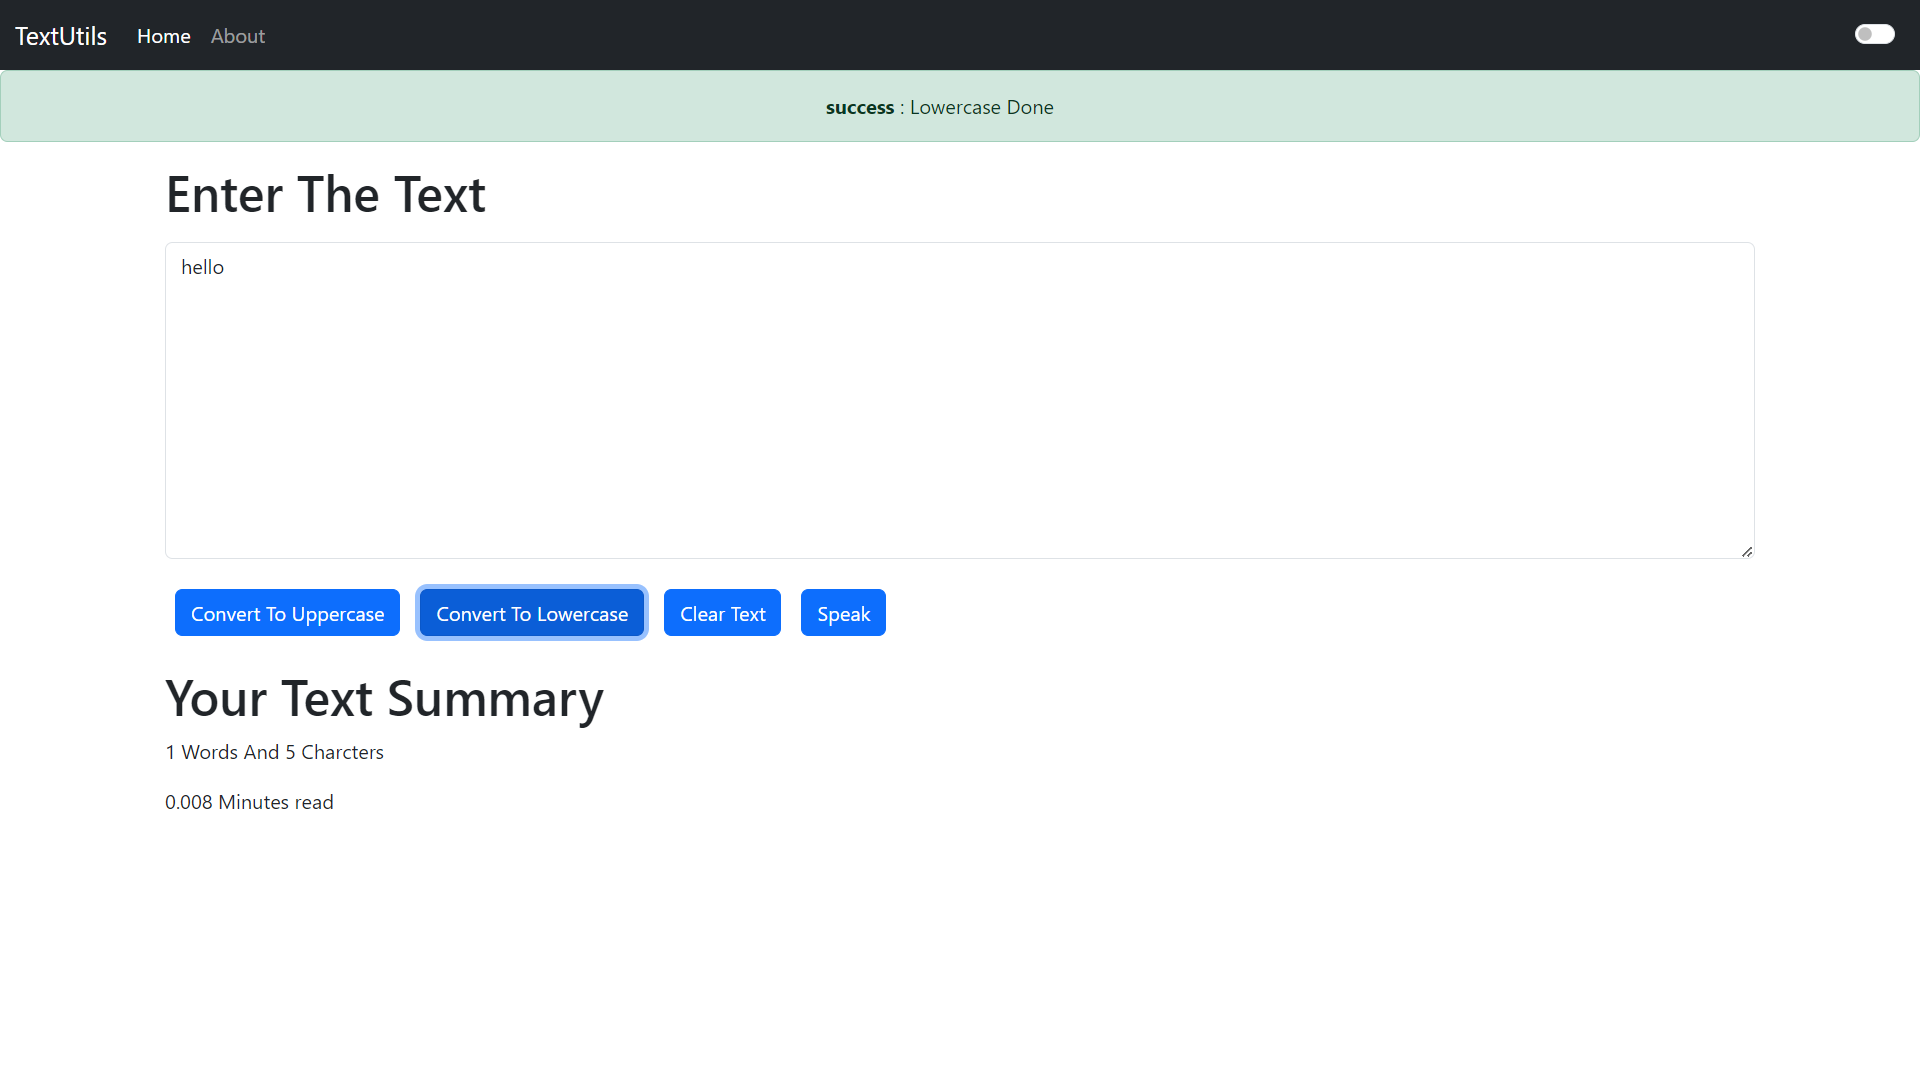 TextUtils Home About
success : Lowercase Done
Enter The Text
hello
Convert To Uppercase Convert To Lowercase Clear Text Speak
Your Text Summary
1 Words And 5 Charcters
0.008 Minutes read